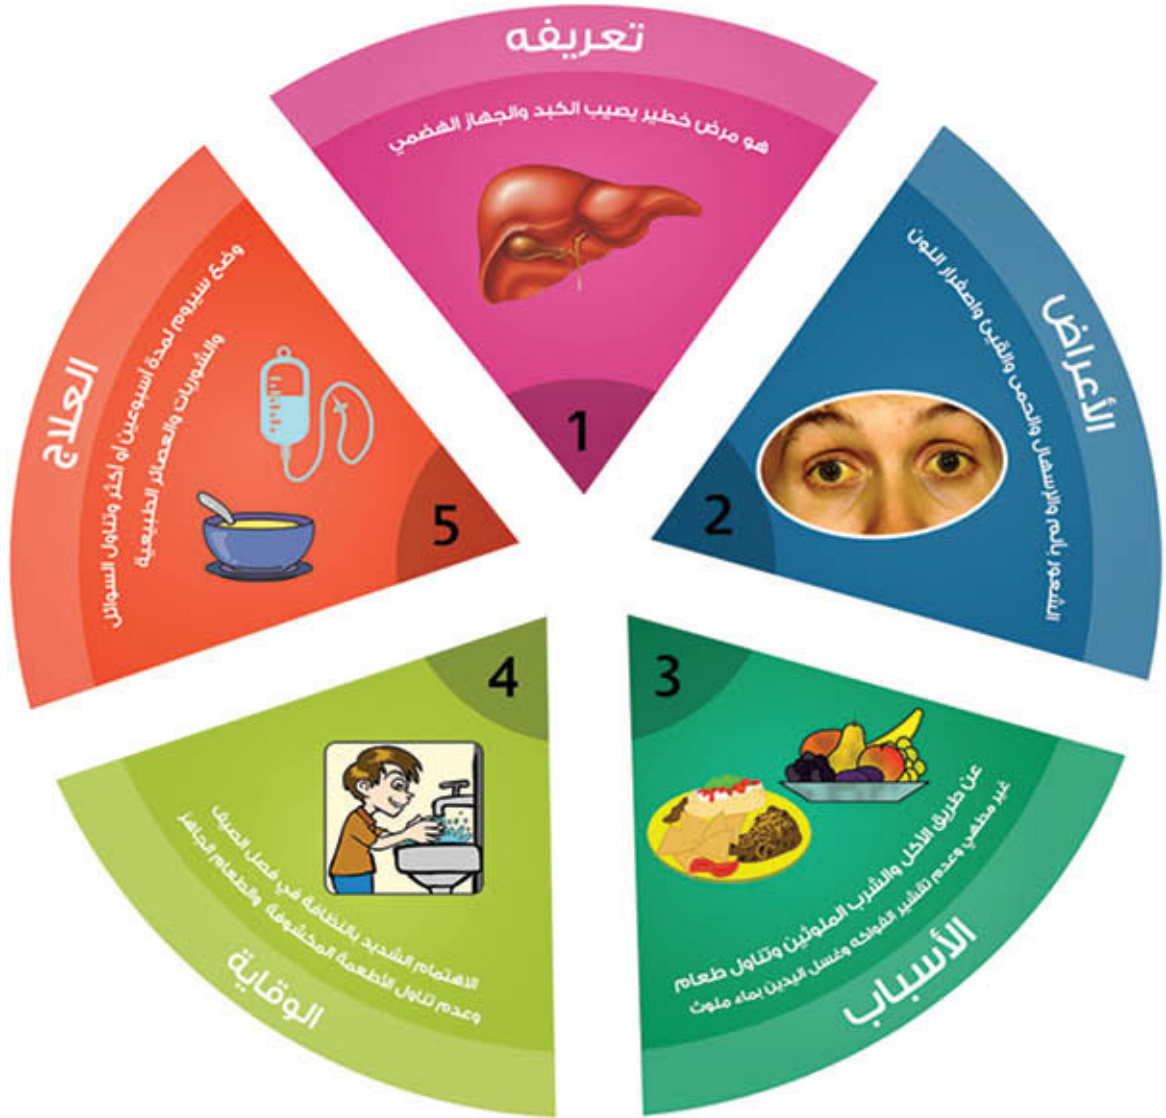 تعريفه
هو مرض خطير يصيب الكبد والجهاز الهضمي
1
الأعراض
الشعور بألم والإسهال والحمى والقيئ واصفرار اللون
2
3
عن طريق الأكل والشرب الملوثين وتناول طعام
غير مطهي وعدم تقشير الفواكه وغسل اليدين بماء ملوث
الأسباب
4
الاهتمام الشديد بالنظافة في فصل الصيف
وعدم تناول الأطعمة المكشوفة والطعام الجاهز
الوقاية
العلاج
وضع سيروم لمدة أسبوعين أو أكثر وتناول السوائل
والشوربات والعصائر الطبيعية
5